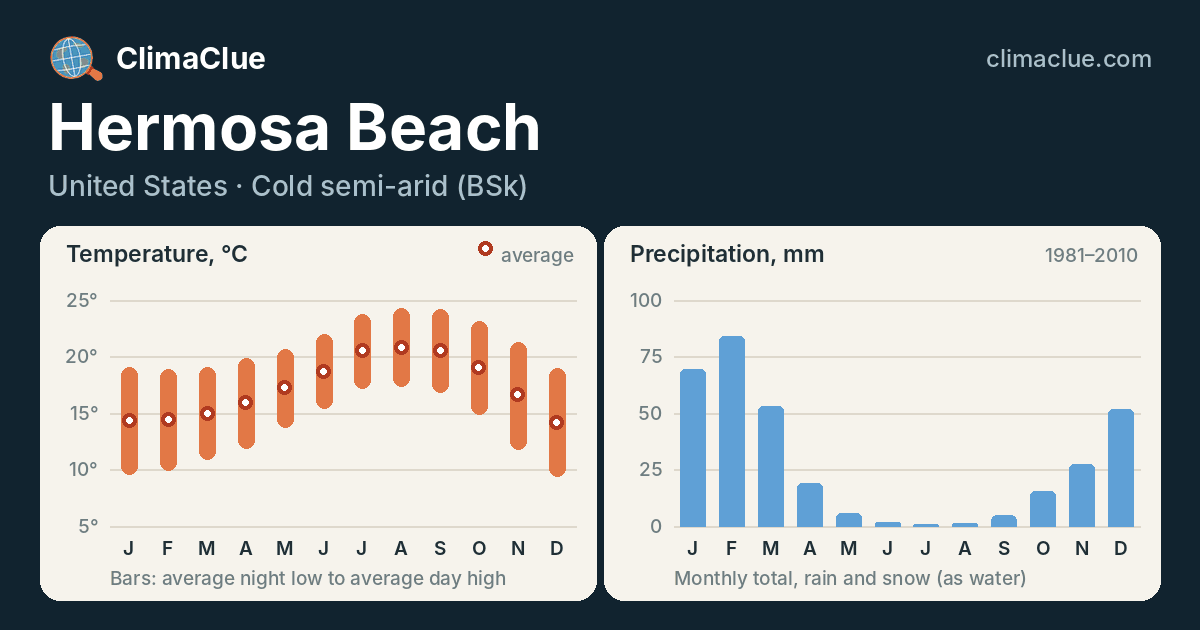 ClimaClue
climaclue.com
Hermosa Beach
United States · Cold semi-arid (BSk)
Temperature, °C
average
25°
20°
15°
10°
5°
J F M A M J J A S O N D
Bars: average night low to average day high
Precipitation, mm
1981–2010
100
75
50
25
0
J F M A M J J A S O N D
Monthly total, rain and snow (as water)